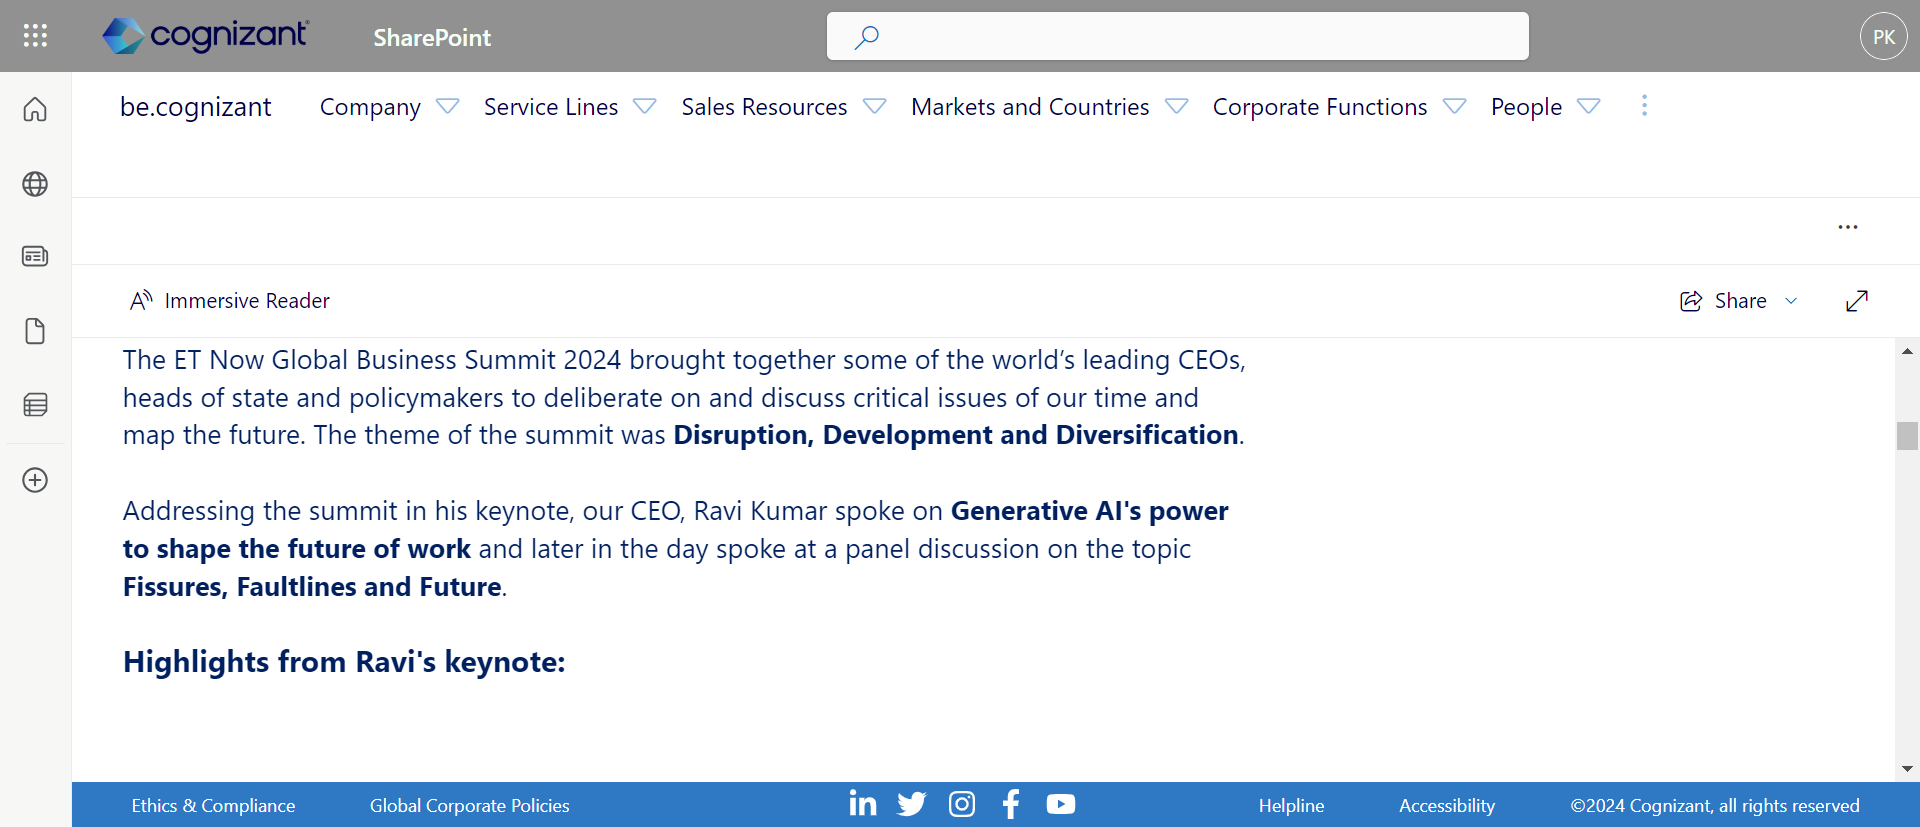 cognizant
SharePoint
PK
be.cognizant
Company
Service Lines
Sales Resources
Markets and Countries
Corporate Functions
People
Immersive Reader
Share
The ET Now Global Business Summit 2024 brought together some of the world’s leading CEOs,
heads of state and policymakers to deliberate on and discuss critical issues of our time and
map the future. The theme of the summit was Disruption, Development and Diversification.
Addressing the summit in his keynote, our CEO, Ravi Kumar spoke on Generative AI's power
to shape the future of work and later in the day spoke at a panel discussion on the topic
Fissures, Faultlines and Future.
Highlights from Ravi's keynote:
Ethics & Compliance
Global Corporate Policies
Helpline
Accessibility
©2024 Cognizant, all rights reserved